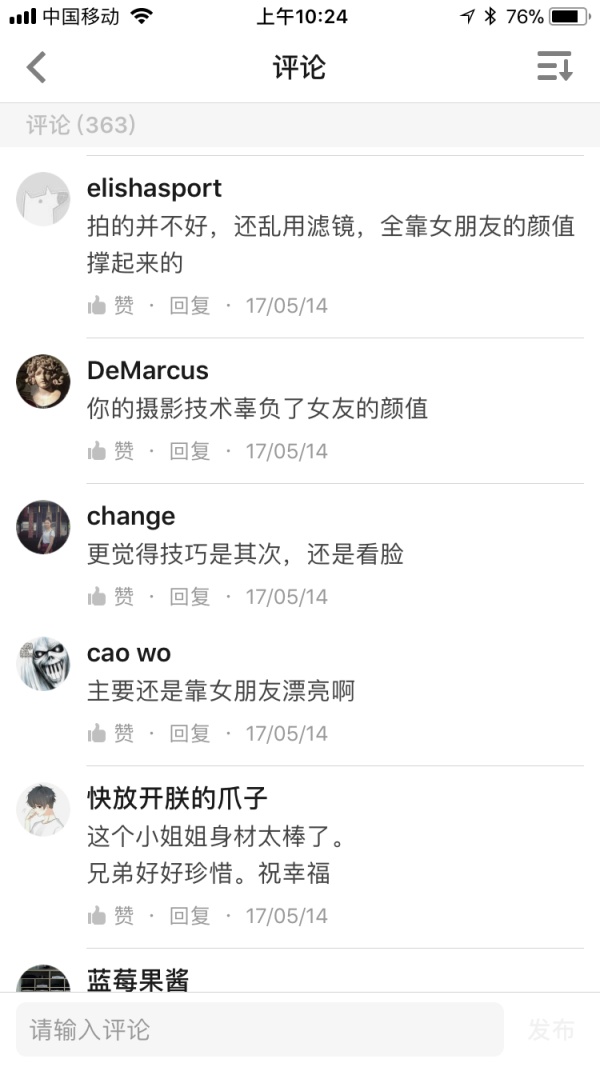 中国移动 上午10:24 76%
评论
评论 (363)
elishasport
拍的并不好，还乱用滤镜，全靠女朋友的颜值
撑起来的
赞 · 回复 · 17/05/14
DeMarcus
你的摄影技术辜负了女友的颜值
赞 · 回复 · 17/05/14
change
更觉得技巧是其次，还是看脸
赞 · 回复 · 17/05/14
cao wo
主要还是靠女朋友漂亮啊
赞 · 回复 · 17/05/14
快放开朕的爪子
这个小姐姐身材太棒了。
兄弟好好珍惜。祝幸福
赞 · 回复 · 17/05/14
蓝莓果酱
请输入评论 发布